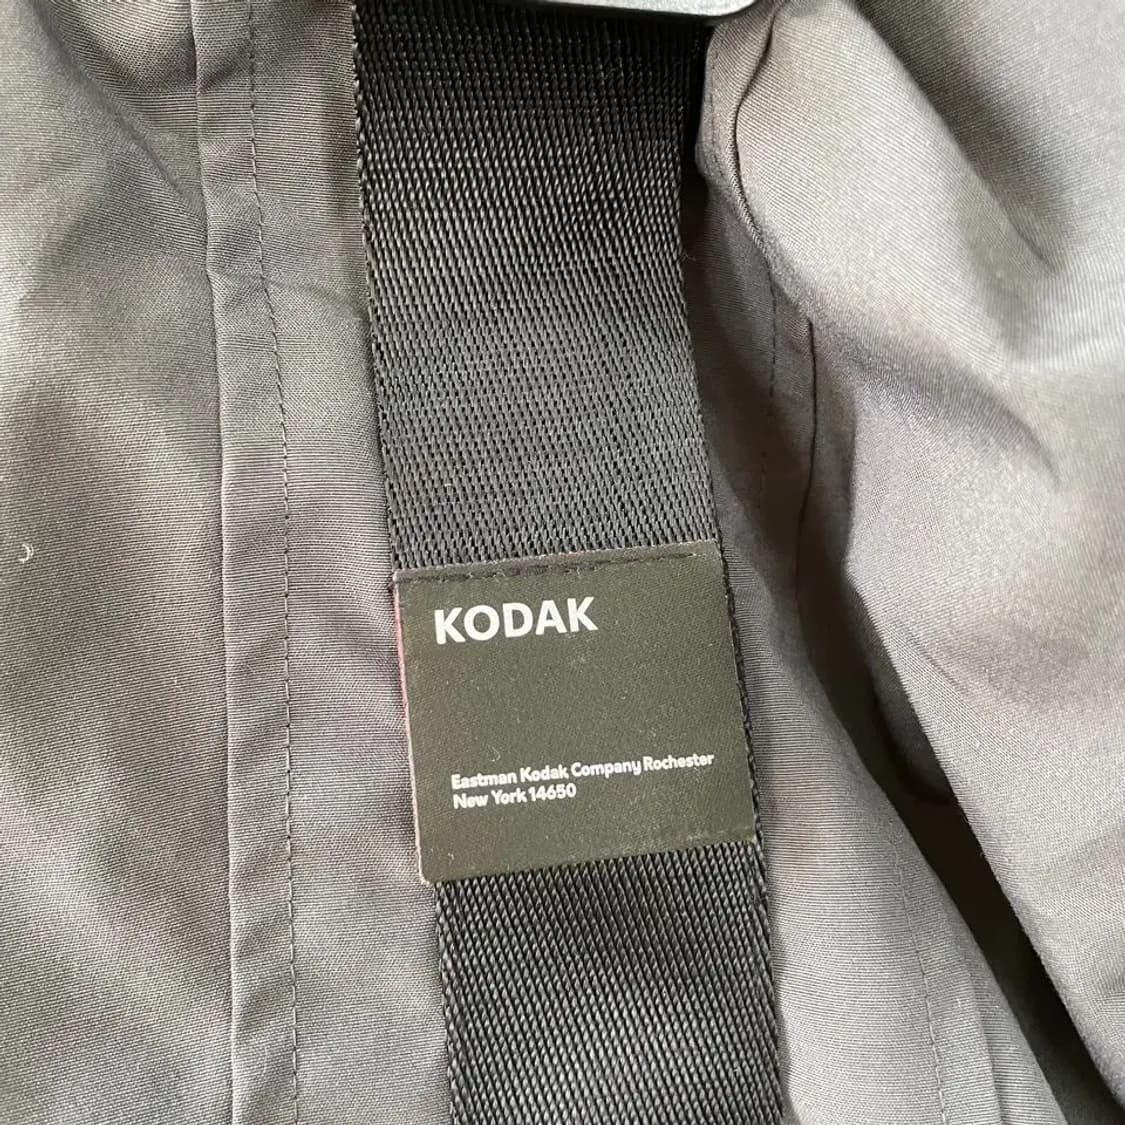 KODAK
Eastman Kodak Company Rochester
New York 14650